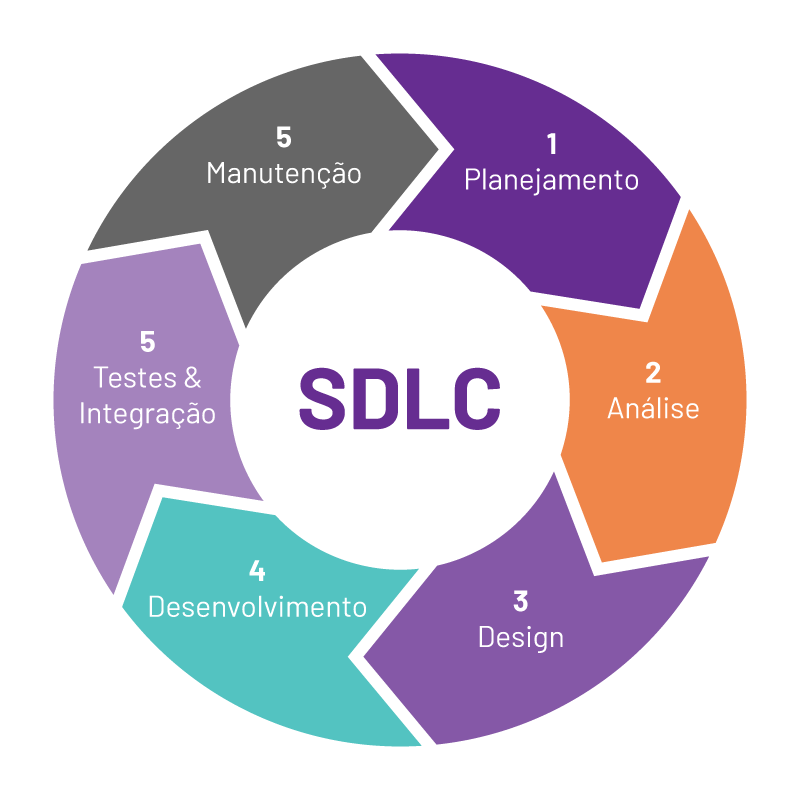 SDLC
1
Planejamento
2
Análise
3
Design
4
Desenvolvimento
5
Testes &
Integração
5
Manutenção